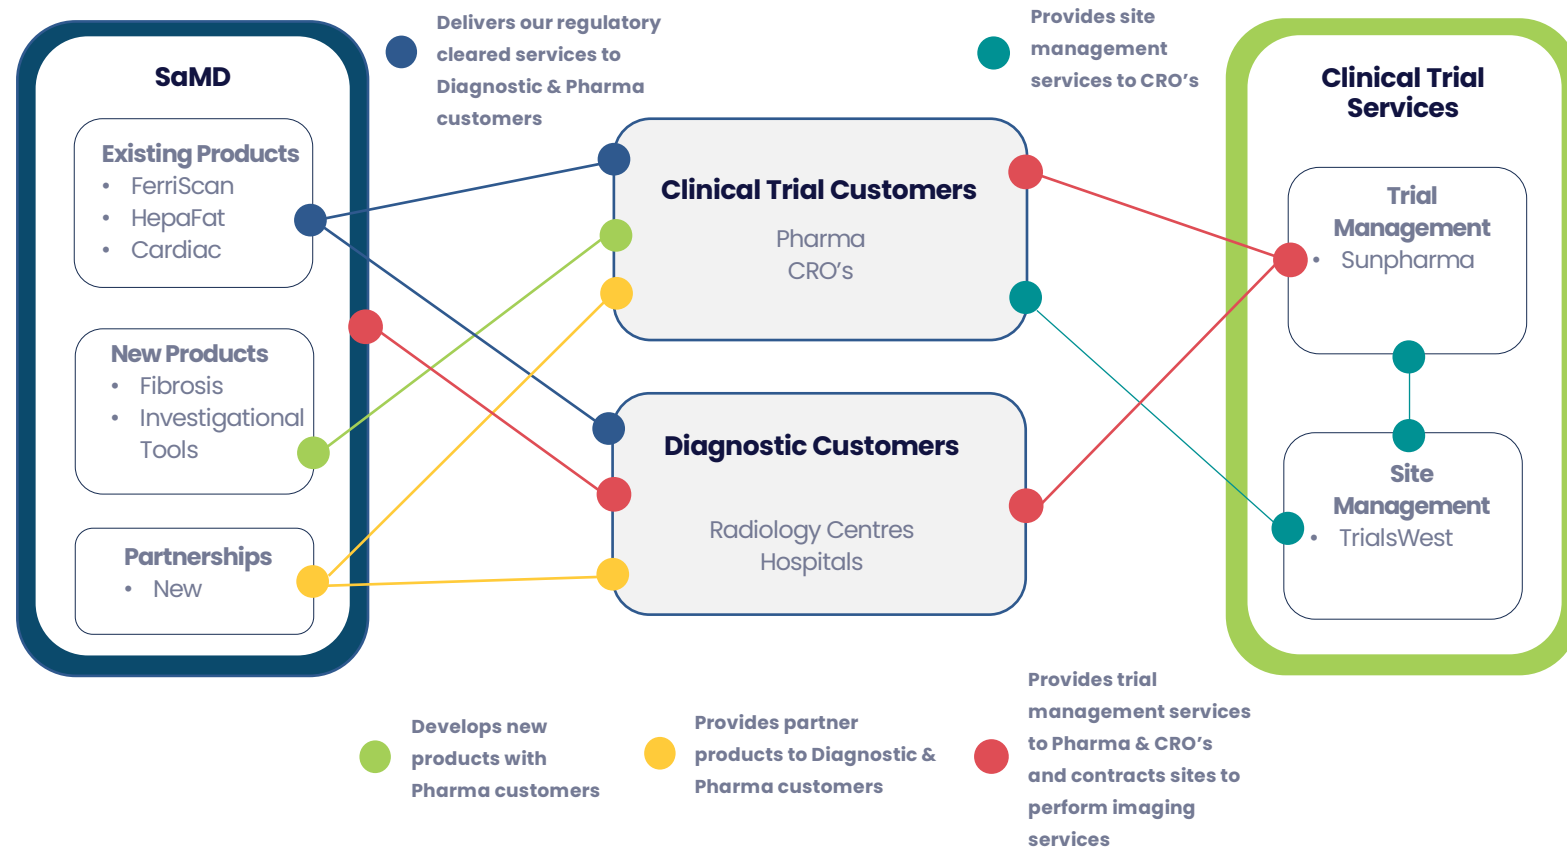 Delivers our regulatory
cleared services to
Diagnostic & Pharma
customers
Provides site
management
services to CRO’s
SaMD
Existing Products
• FerriScan
• HepaFat
• Cardiac
New Products
• Fibrosis
• Investigational
Tools
Partnerships
• New
Clinical Trial Customers
Pharma
CRO’s
Diagnostic Customers
Radiology Centres
Hospitals
Clinical Trial
Services
Trial
Management
• Sunpharma
Site
Management
• TrialsWest
Develops new
products with
Pharma customers
Provides partner
products to Diagnostic &
Pharma customers
Provides trial
management services
to Pharma & CRO’s
and contracts sites to
perform imaging
services